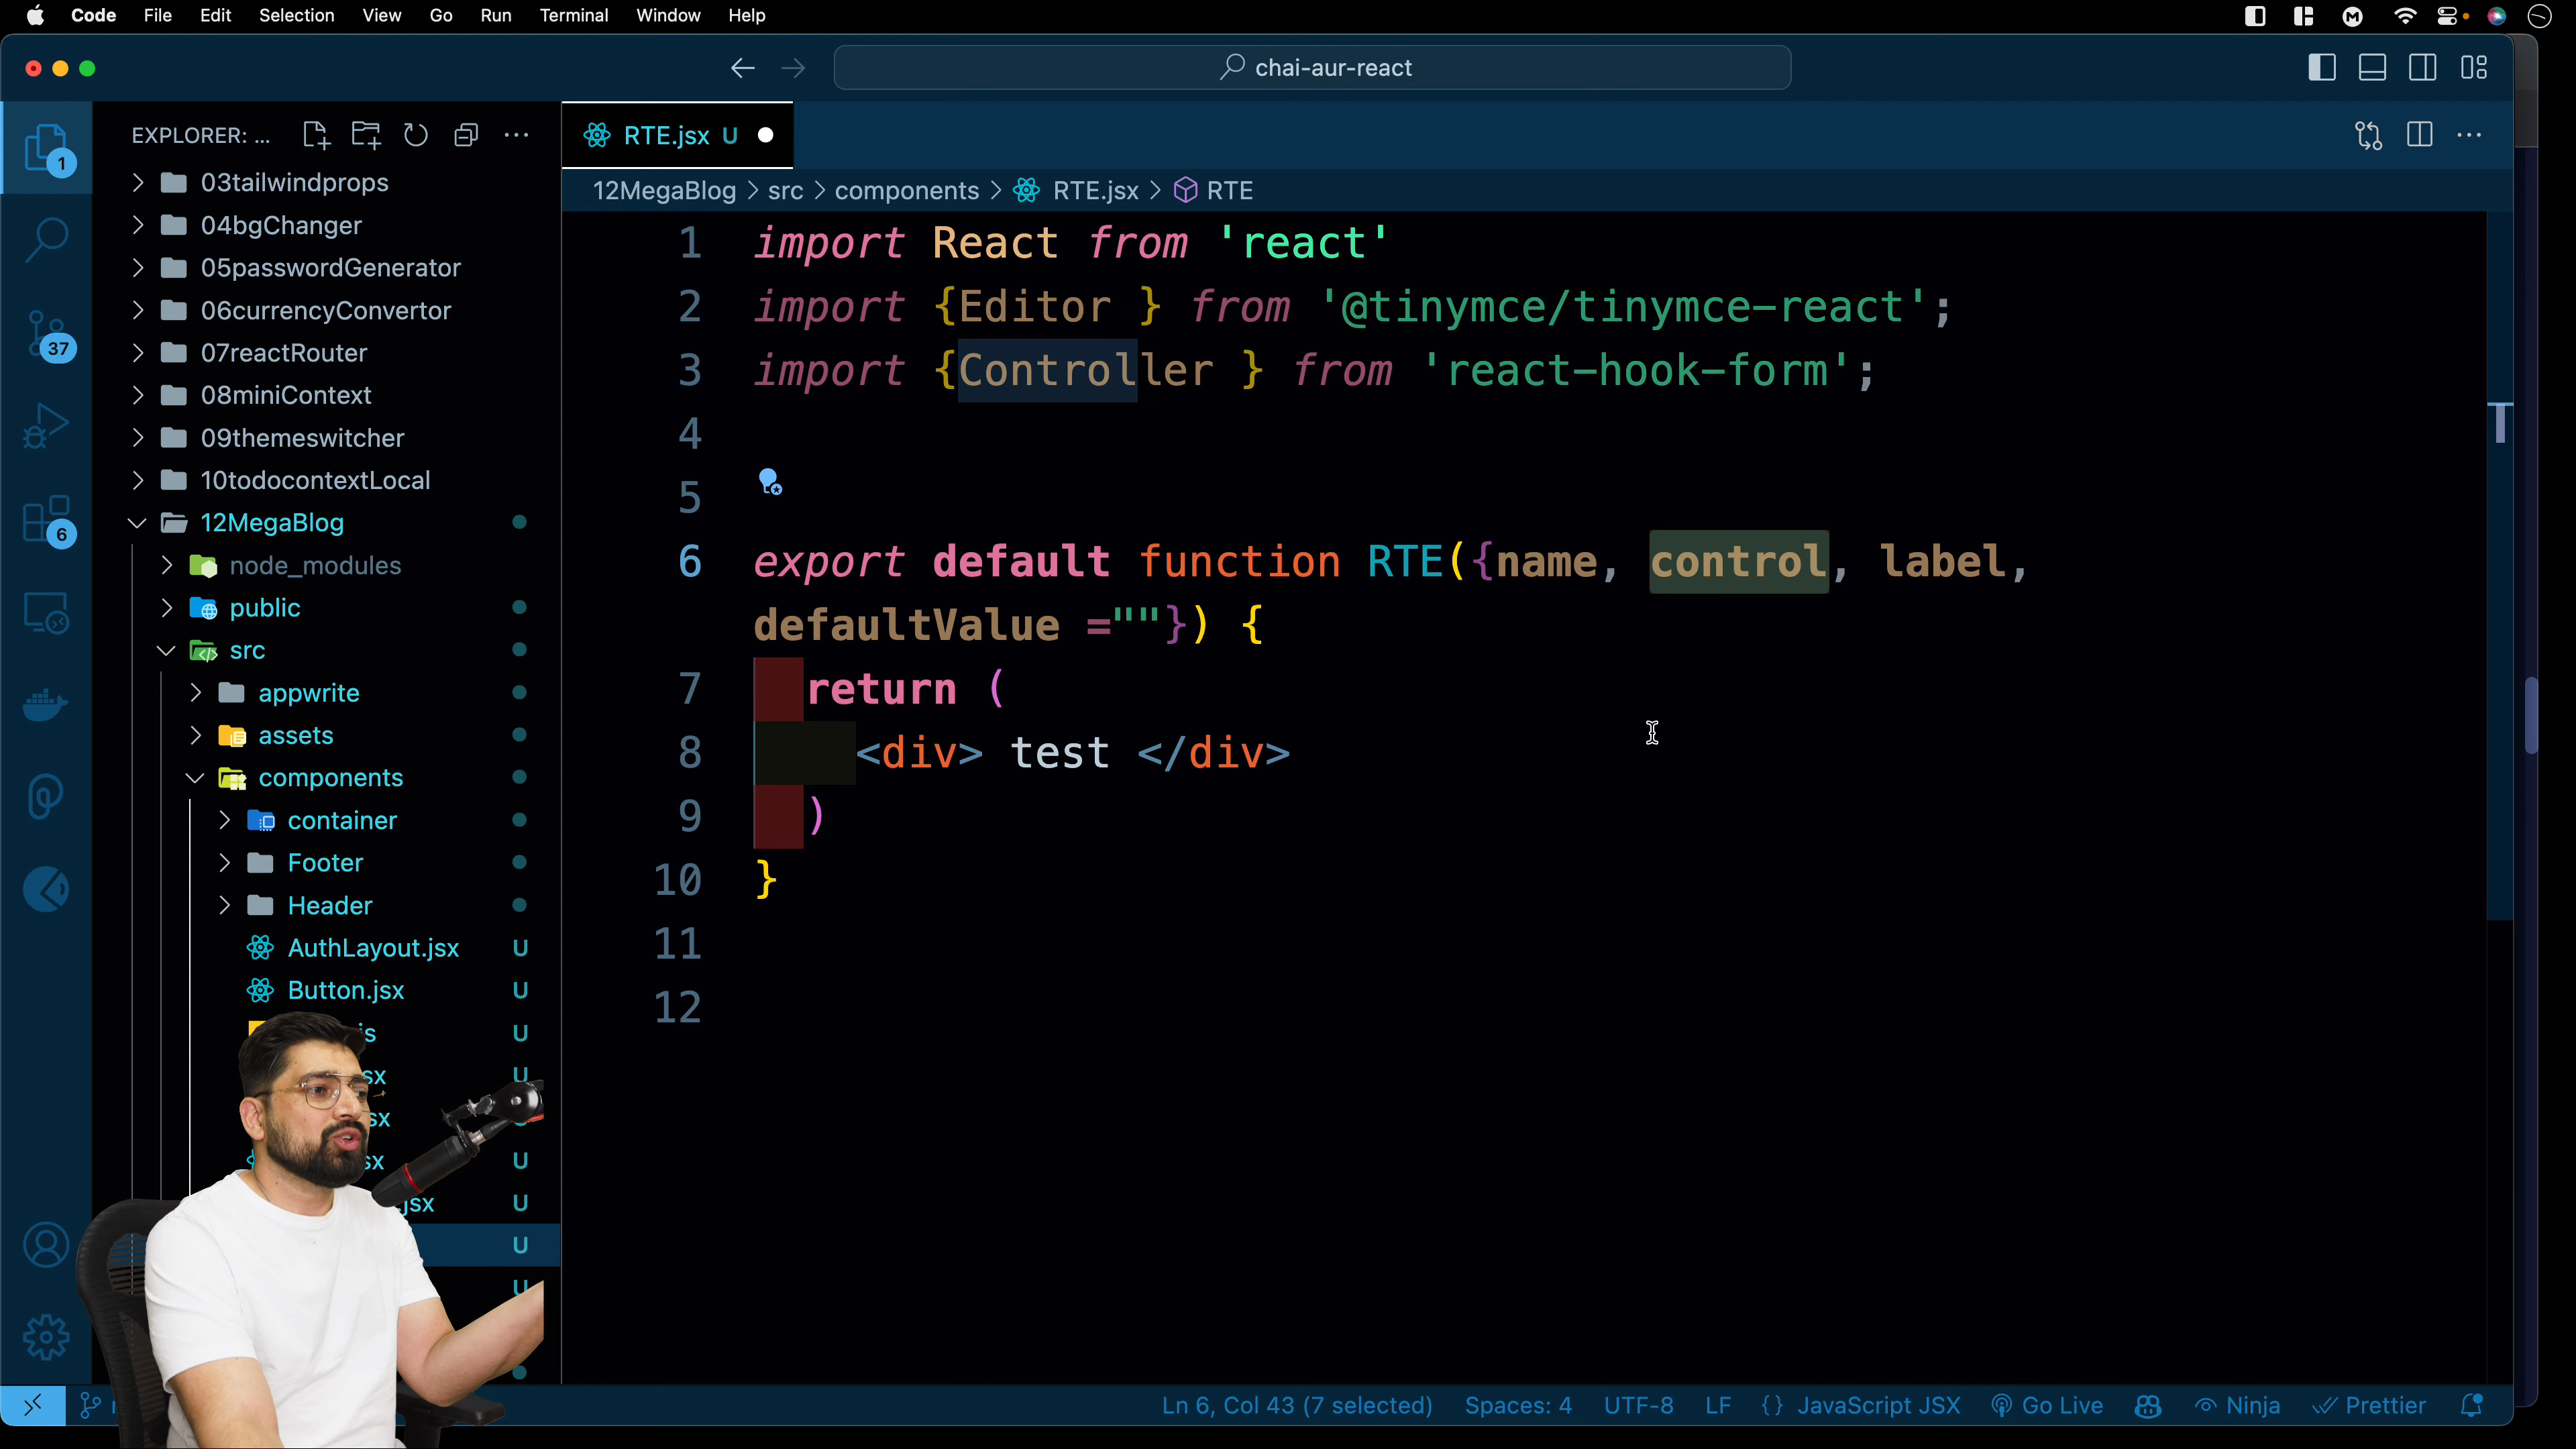 Code File Edit Selection View Go Run Terminal Window Help
chai-aur-react
EXPLORER: ...
RTE.jsx U
12MegaBlog > src > components > RTE.jsx > RTE
1
37
6
03tailwindprops
04bgChanger
05passwordGenerator
06currencyConvertor
07reactRouter
08miniContext
09themeswitcher
10todocontextLocal
12MegaBlog
node_modules
public
src
appwrite
assets
components
container
Footer
Header
AuthLayout.jsx U
Button.jsx U
U
U
U
U
U
U
1 import React from 'react'
2 import {Editor } from '@tinymce/tinymce-react';
3 import {Controller } from 'react-hook-form';
4
5
6 export default function RTE({name, control, label,
defaultValue =""}) {
7 return (
8 <div> test </div>
9 )
10 }
11
12
Ln 6, Col 43 (7 selected) Spaces: 4 UTF-8 LF {} JavaScript JSX Go Live Ninja Prettier